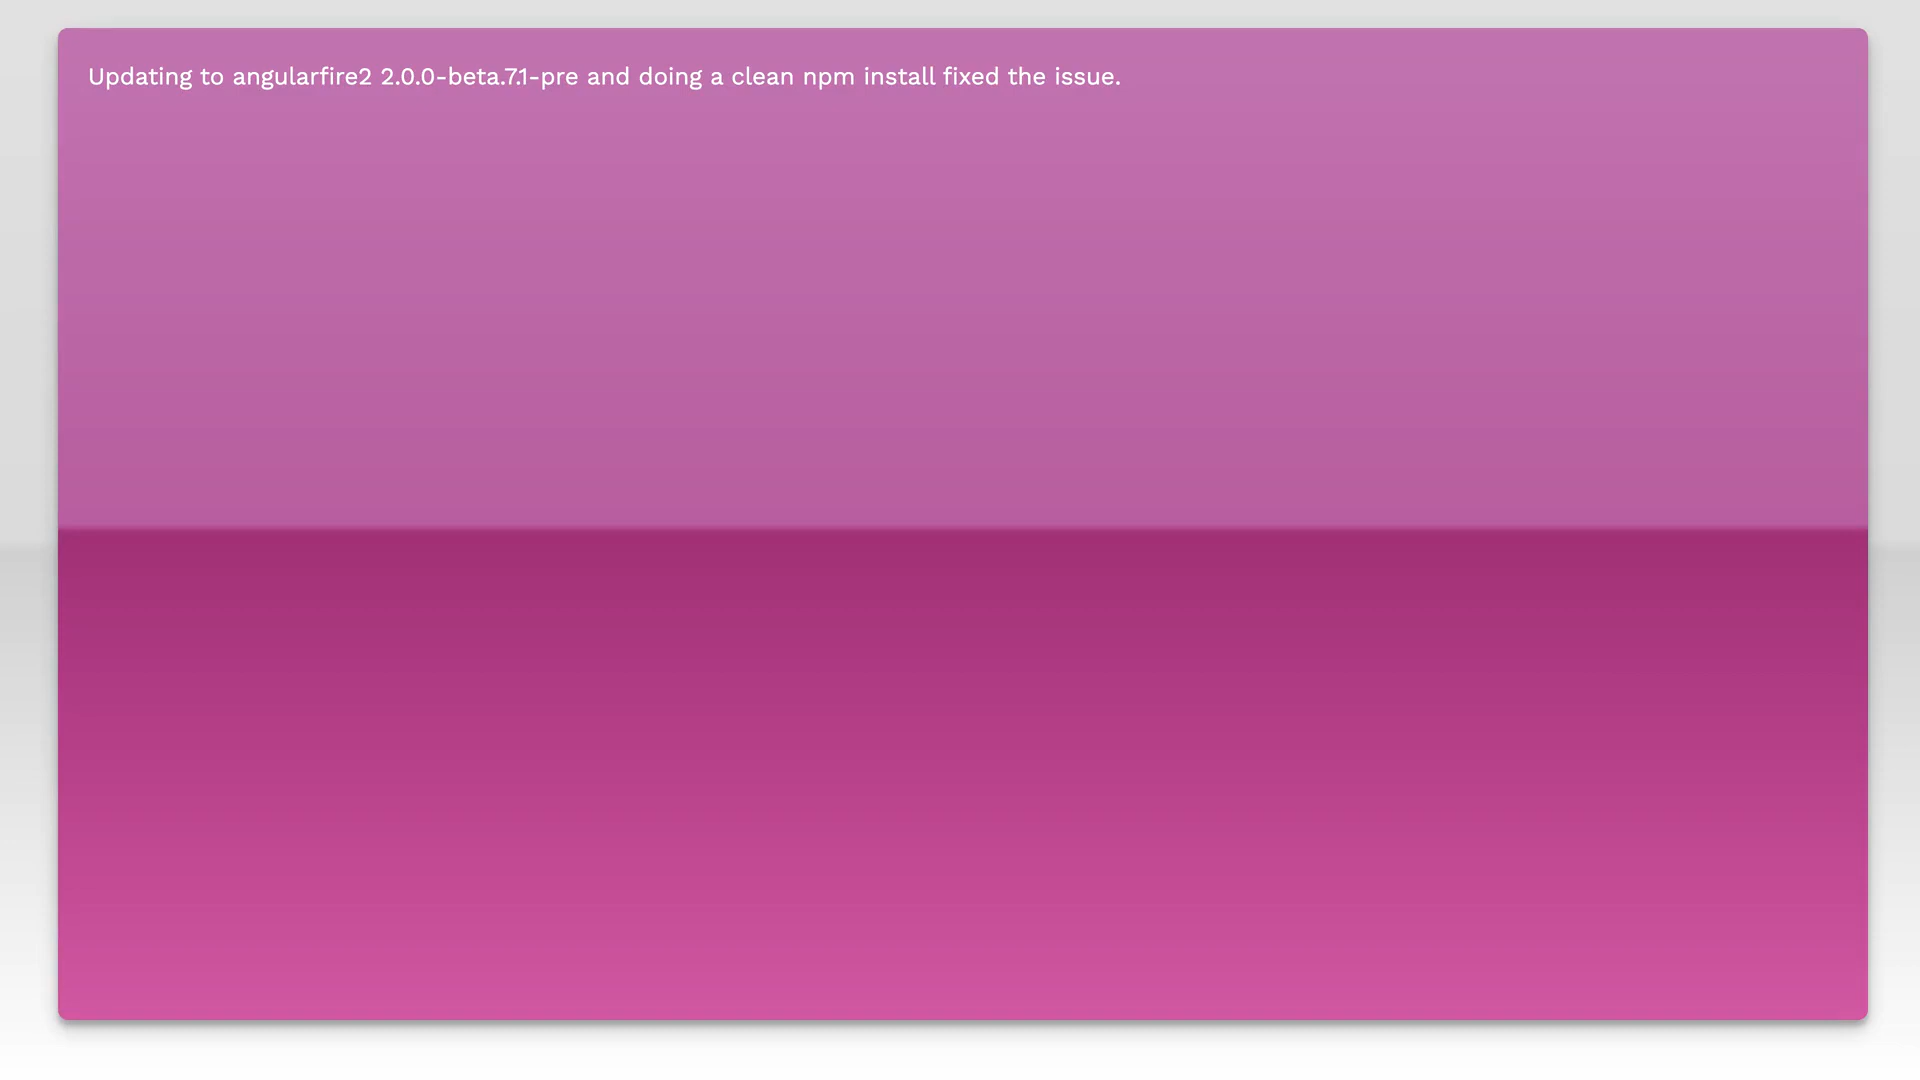 Updating to angularfire2 2.0.0-beta.7.1-pre and doing a clean npm install fixed the issue.